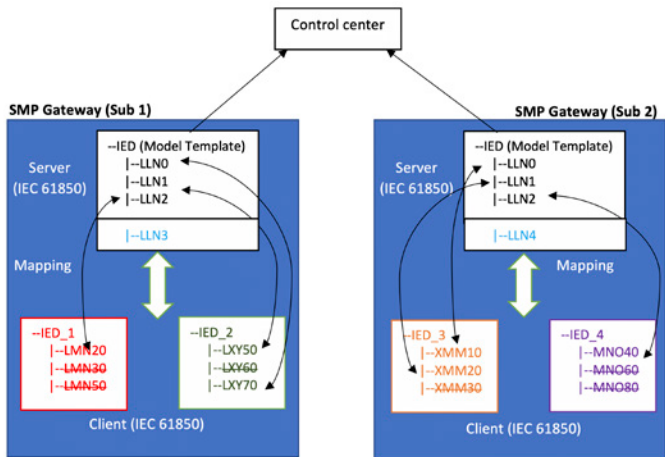 Control center
SMP Gateway (Sub 1)
--IED (Model Template)
|--LLN0
|--LLN1
|--LLN2
|--LLN3
Server
(IEC 61850)
Mapping
--IED_1
|--LMN20
|--LMN30
|--LMN50
--IED_2
|--LXY50
|--LXY60
|--LXY70
Client (IEC 61850)
SMP Gateway (Sub 2)
--IED (Model Template)
|--LLN0
|--LLN1
|--LLN2
|--LLN4
Server
(IEC 61850)
Mapping
--IED_3
|--XMM10
|--XMM20
|--XMM30
--IED_4
|--MNO40
|--MNO60
|--MNO80
Client (IEC 61850)